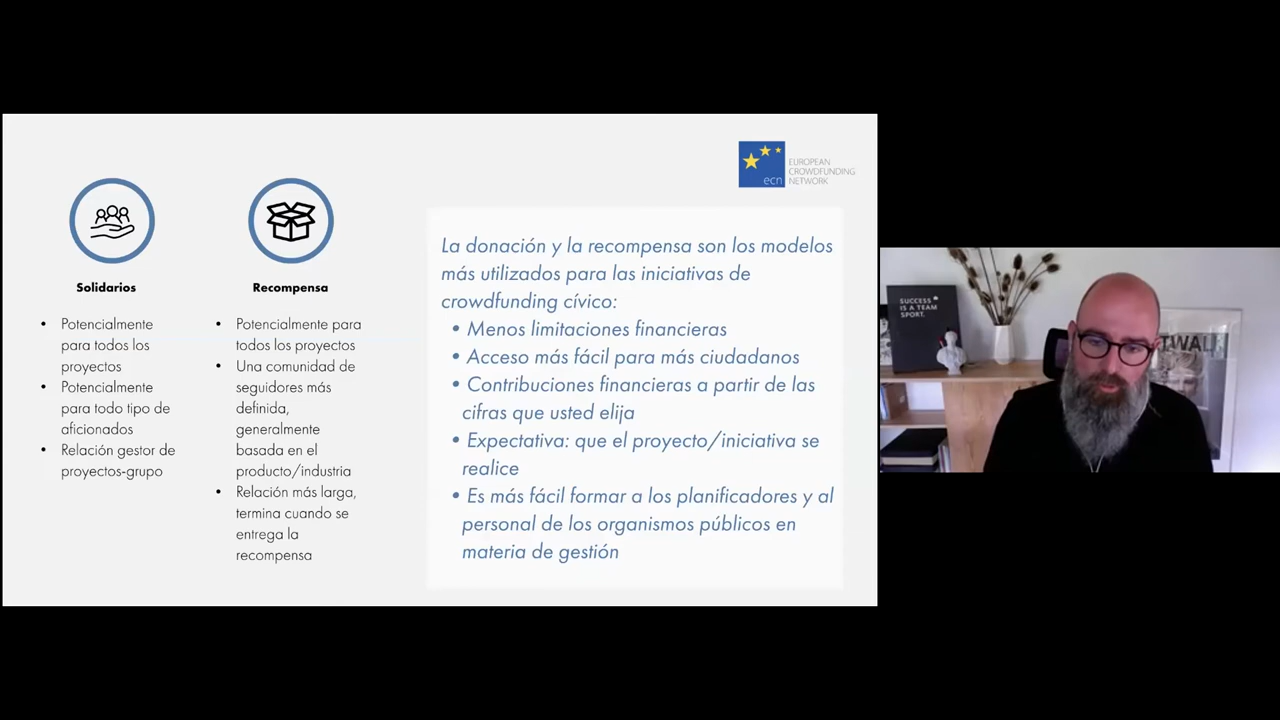 ecn
EUROPEAN
CROWDFUNDING
NETWORK
Solidarios
• Potencialmente
para todos los
proyectos
• Potencialmente
para todo tipo de
aficionados
• Relación gestor de
proyectos-grupo
Recompensa
• Potencialmente para
todos los proyectos
• Una comunidad de
seguidores más
definida,
generalmente
basada en el
producto/industria
• Relación más larga,
termina cuando se
entrega la
recompensa
La donación y la recompensa son los modelos
más utilizados para las iniciativas de
crowdfunding cívico:
• Menos limitaciones financieras
• Acceso más fácil para más ciudadanos
• Contribuciones financieras a partir de las
cifras que usted elija
• Expectativa: que el proyecto/iniciativa se
realice
• Es más fácil formar a los planificadores y al
personal de los organismos públicos en
materia de gestión
SUCCESS
IS A TEAM
SPORT.